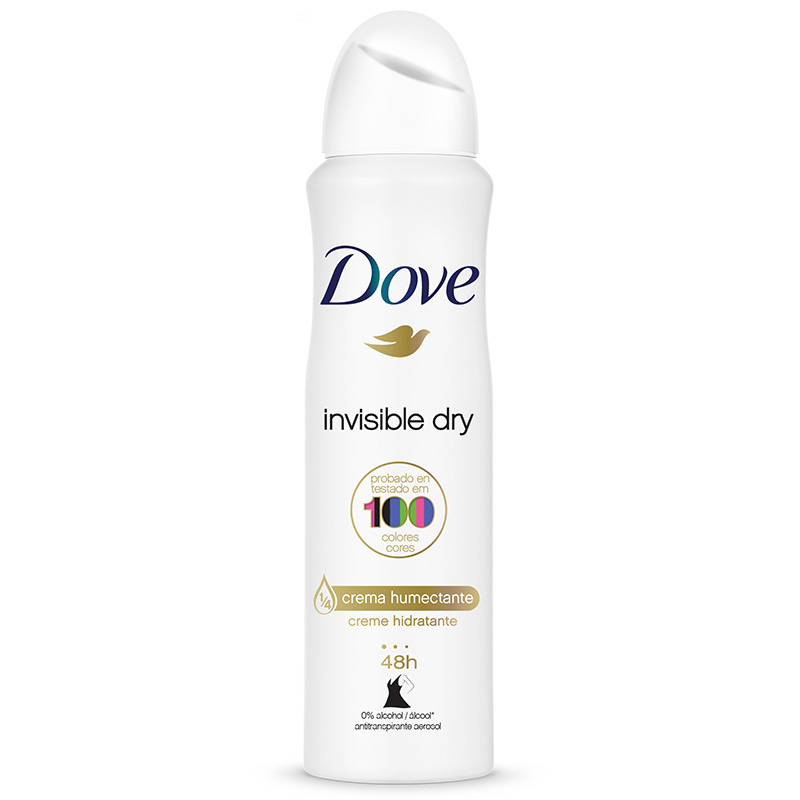 Dove
invisible dry
probado en
testado em
100
colores
cores
1/4 crema humectante
creme hidratante
48h
0% alcohol / álcool*
antitranspirante aerosol